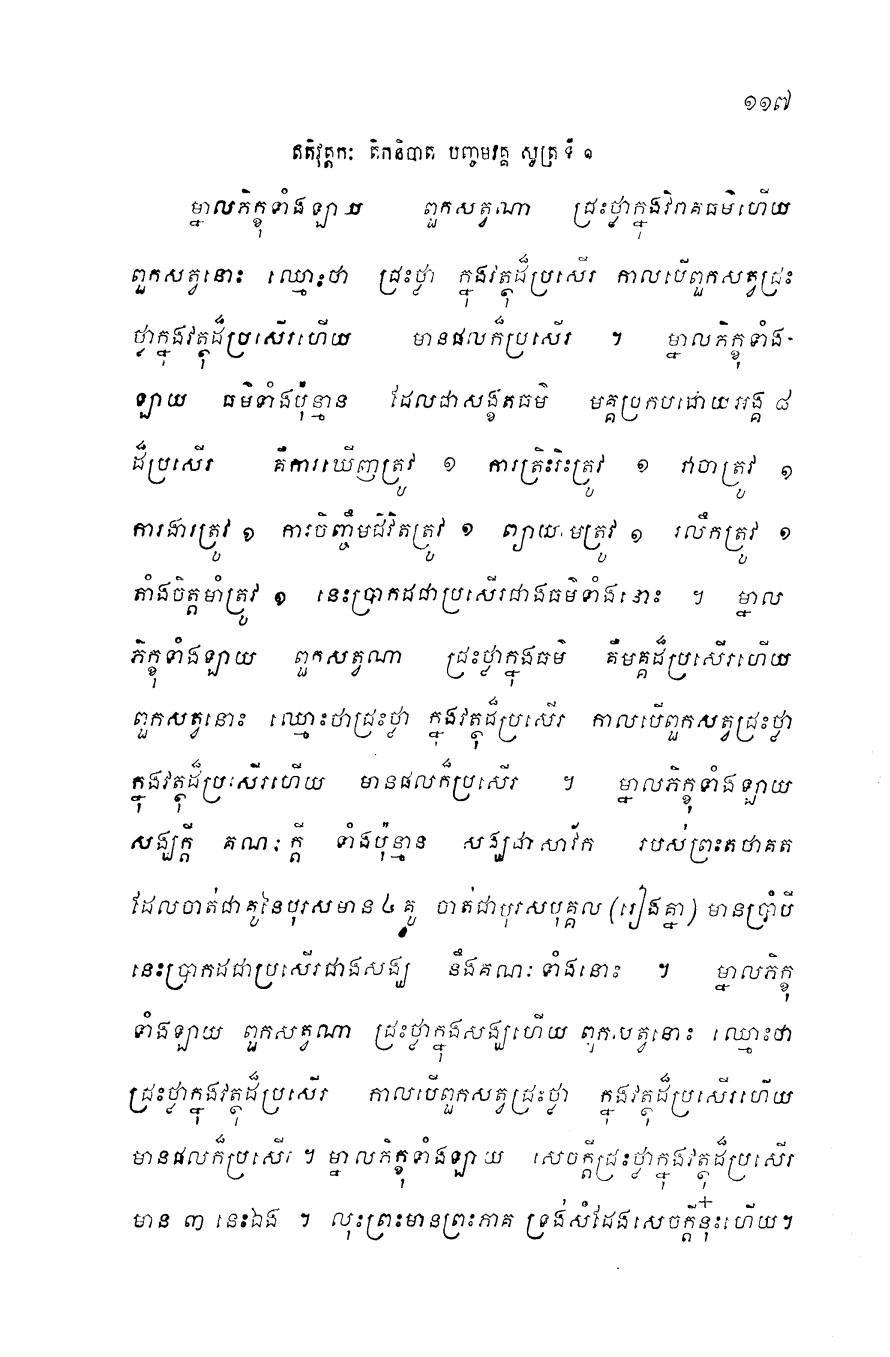 ១១៧
ឥតិវុត្តកៈ តិកនិបាត បញ្ចមវគ្គ សូត្រ ទី ១
ម្នាលភិក្ខុទាំងឡាយ ពួកសត្វណា ជ្រះថ្លាក្នុងវិរាគធម៌ហើយ
ពួកសត្វនោះ ឈ្មោះថា ជ្រះថ្លា ក្នុងវត្ថុដ៏ប្រសើរ កាលបើពួកសត្វជ្រះ
ថ្លាក្នុងវត្ថុដ៏ប្រសើរហើយ មានផលក៏ប្រសើរ ។ ម្នាលភិក្ខុទាំង-
ឡាយ ធម៌ទាំងប៉ុន្មាន ដែលជាសង្ខតធម៌ មគ្គប្រកបដោយអង្គ ៨
ដ៏ប្រសើរ គឺការឃើញត្រូវ ១ ការត្រិះរិះត្រូវ ១ វាចាត្រូវ ១
ការងារត្រូវ ១ ការចិញ្ចឹមជីវិតត្រូវ ១ ព្យាយាមត្រូវ ១ រលឹកត្រូវ ១
តាំងចិត្តមាំត្រូវ ១ នេះប្រាកដជាប្រសើរជាងធម៌ទាំងនោះ ។ ម្នាល
ភិក្ខុទាំងឡាយ ពួកសត្វណា ជ្រះថ្លាក្នុងធម៌ គឺមគ្គដ៏ប្រសើរហើយ
ពួកសត្វនោះ ឈ្មោះថាជ្រះថ្លា ក្នុងវត្ថុដ៏ប្រសើរ កាលបើពួកសត្វជ្រះថ្លា
ក្នុងវត្ថុដ៏ប្រសើរហើយ មានផលក៏ប្រសើរ ។ ម្នាលភិក្ខុទាំងឡាយ
សង្ឃក្តី គណៈក្តី ទាំងប៉ុន្មាន សង្ឃជាសាវ័ក របស់ព្រះតថាគត
ដែលចាត់ជាគូនៃបុរសមាន ៤ គូ ចាត់ជាបុរសបុគ្គល (រៀងគ្នា) មានប្រាំបី
នេះប្រាកដជាប្រសើរជាងសង្ឃ និងគណៈទាំងនោះ ។ ម្នាលភិក្ខុ
ទាំងឡាយ ពួកសត្វណា ជ្រះថ្លាក្នុងសង្ឃហើយ ពួកសត្វនោះ ឈ្មោះថា
ជ្រះថ្លាក្នុងវត្ថុដ៏ប្រសើរ កាលបើពួកសត្វជ្រះថ្លា ក្នុងវត្ថុដ៏ប្រសើរហើយ
មានផលក៏ប្រសើរ ។ ម្នាលភិក្ខុទាំងឡាយ សេចក្តីជ្រះថ្លាក្នុងវត្ថុដ៏ប្រសើរ
មាន ៣ នេះឯង ។ លុះព្រះមានព្រះភាគ ទ្រង់សំដែងសេចក្តីនុ៎ះហើយ។